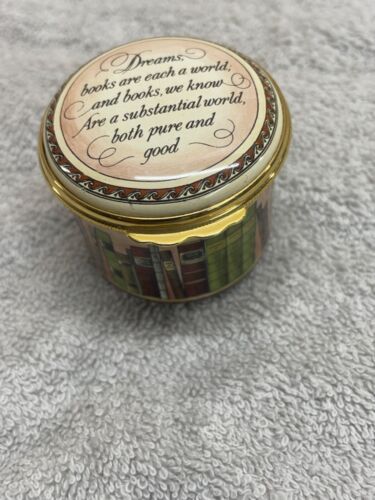 Dreams,
books are each a world,
and books, we know
Are a substantial world,
both pure and
good